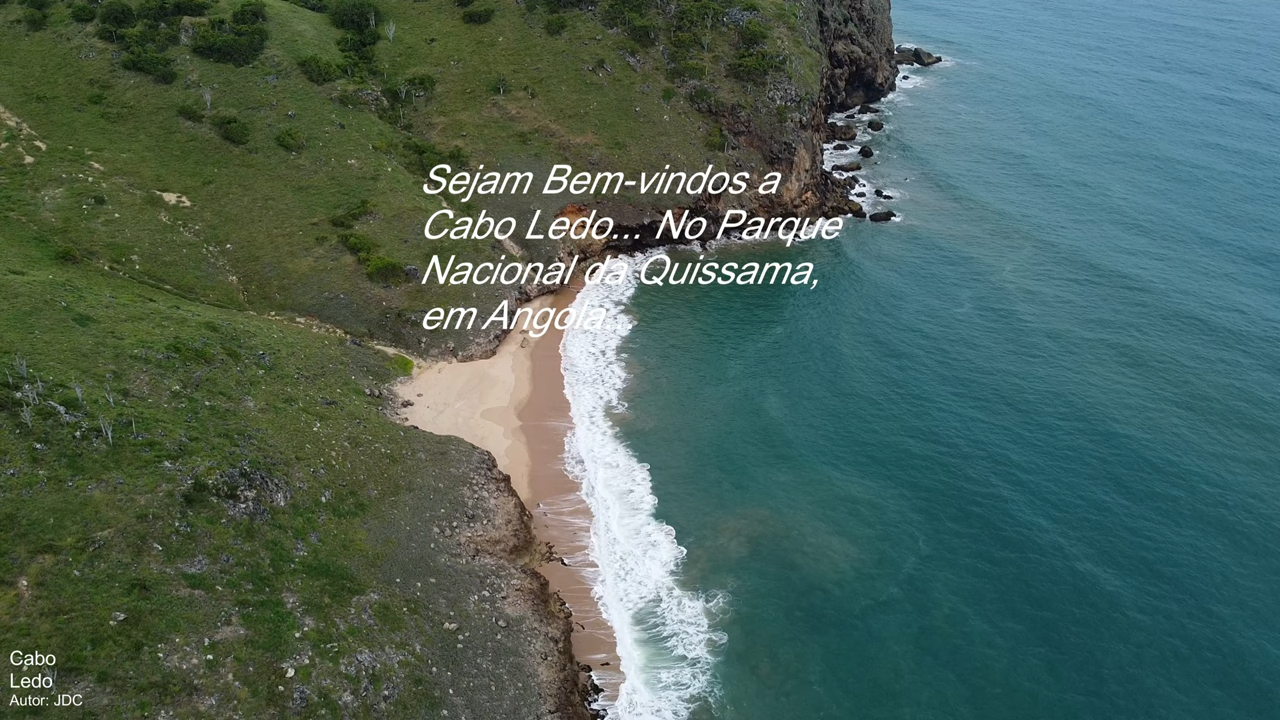 Sejam Bem-vindos a
Cabo Ledo... No Parque
Nacional da Quissama,
em Angola...
Cabo
Ledo
Autor: JDC